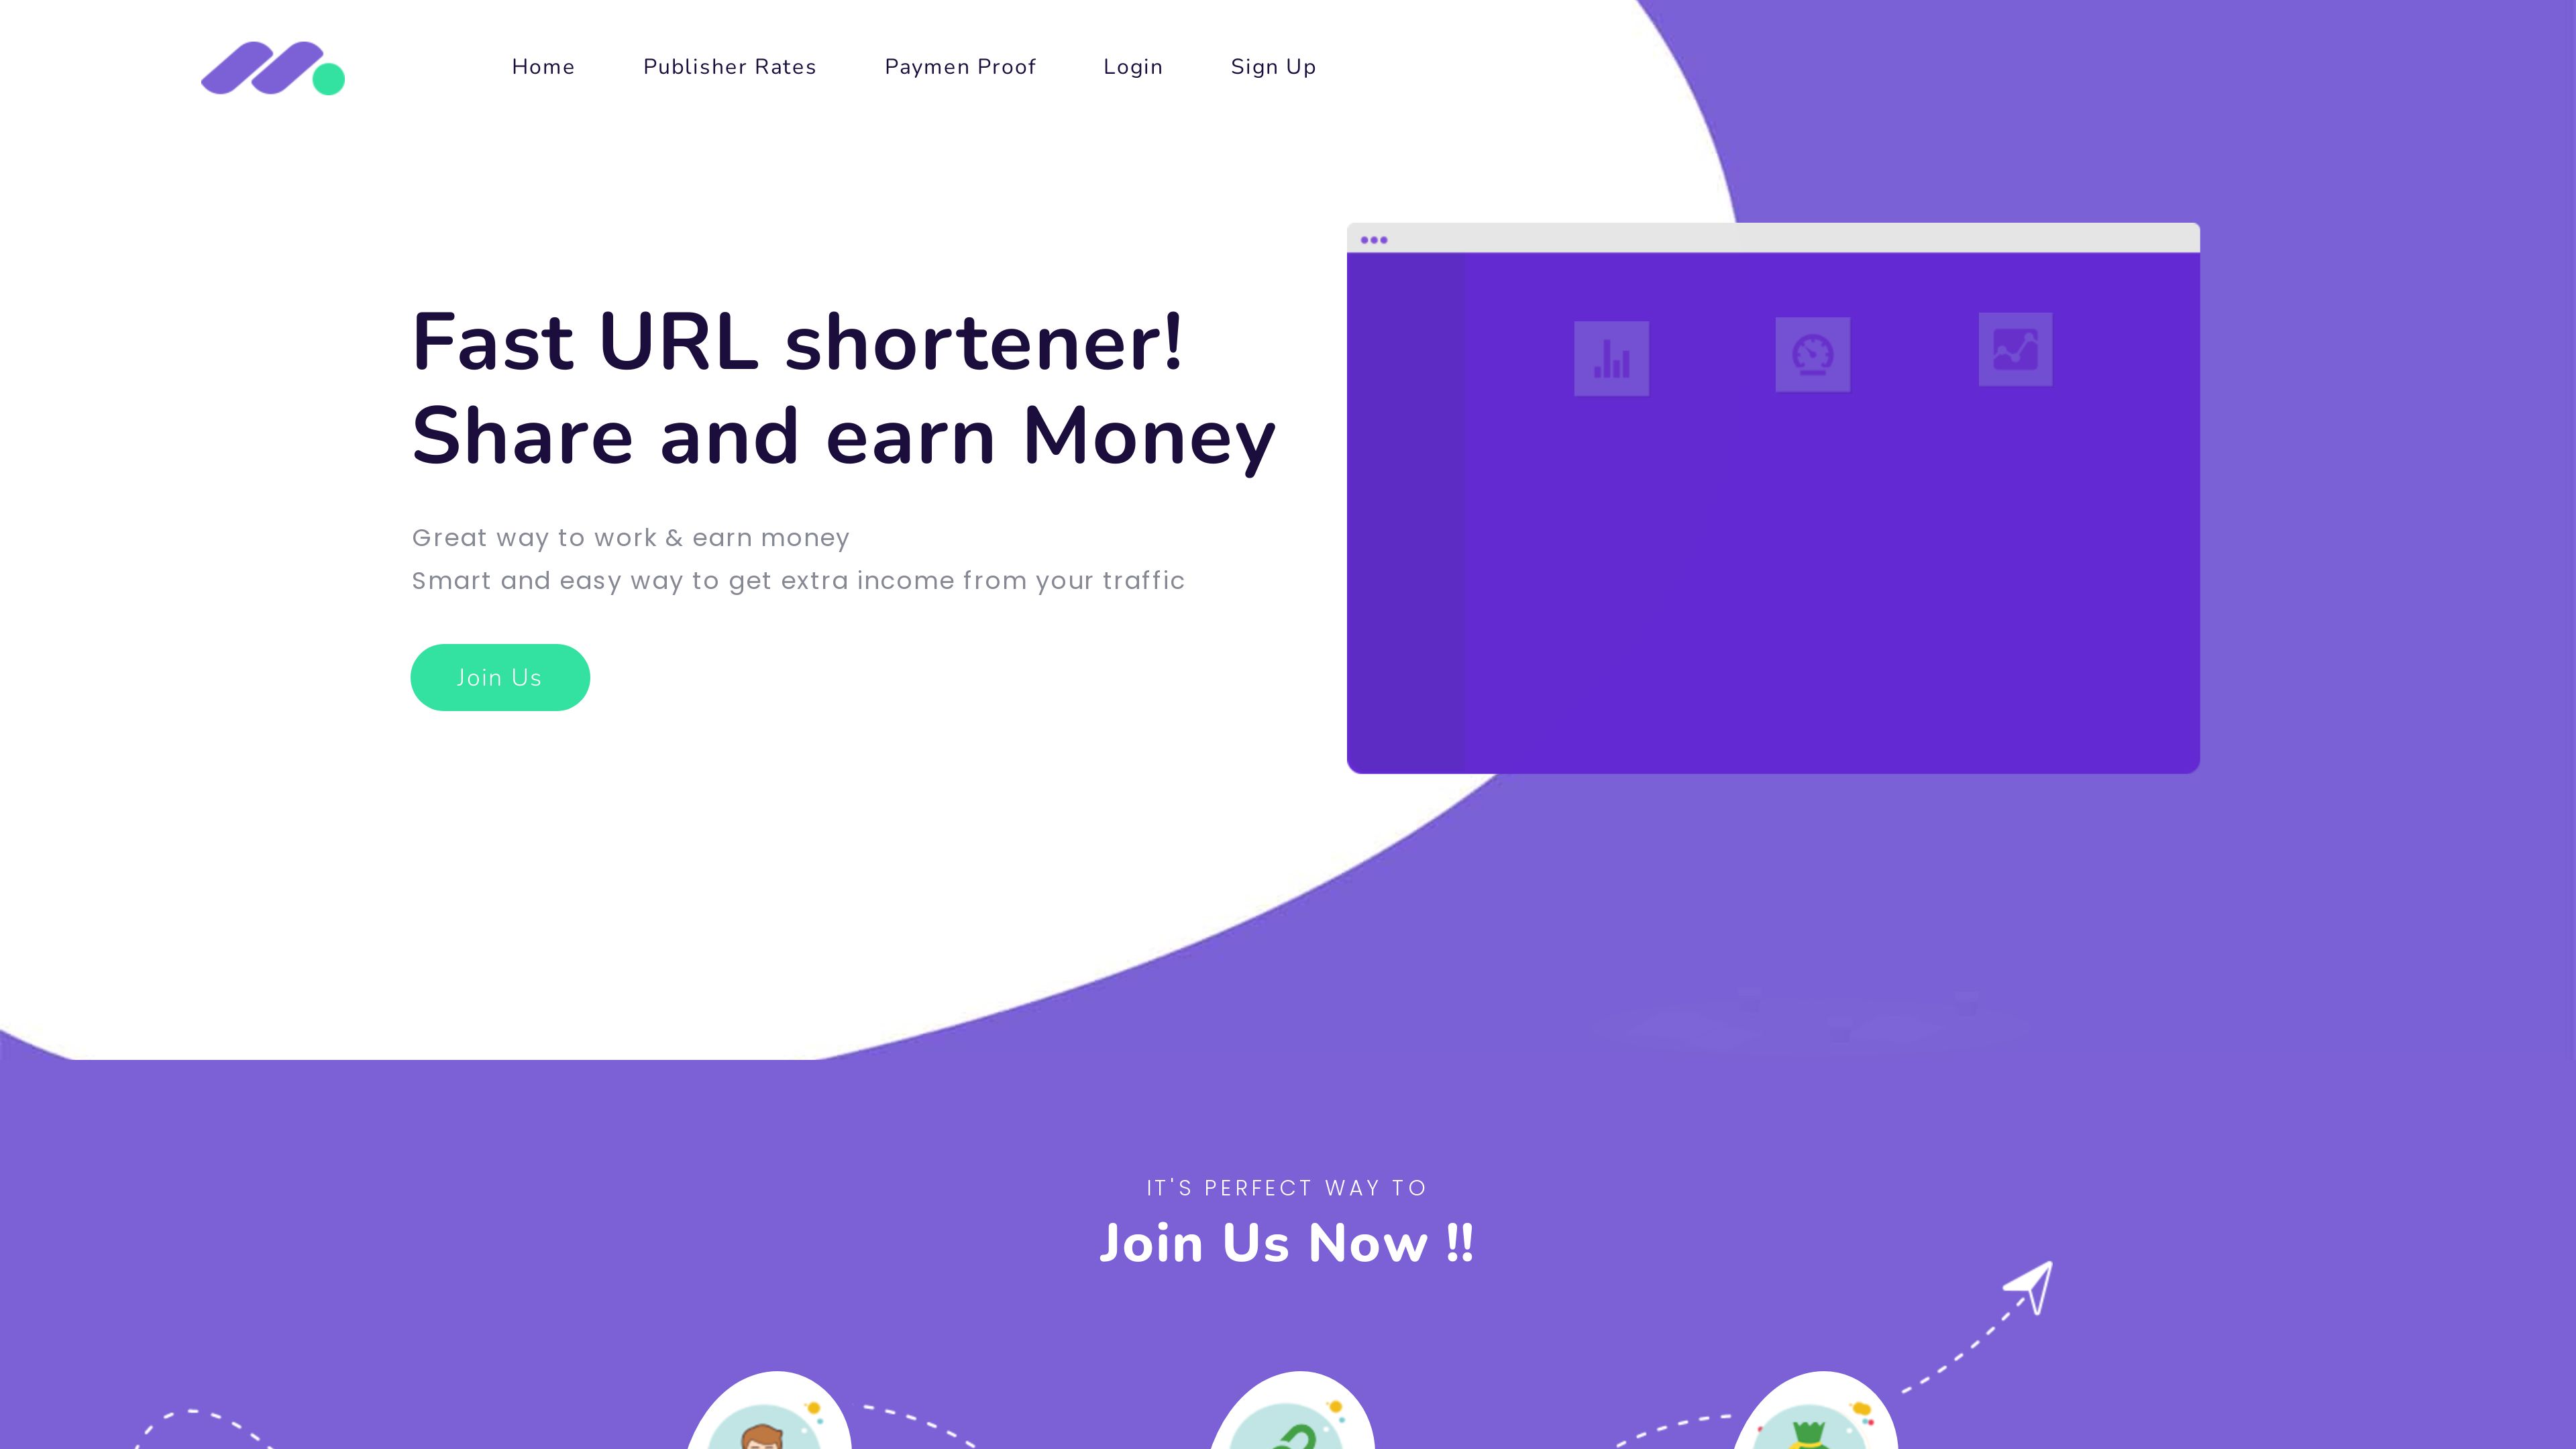 Home
Publisher Rates
Paymen Proof
Login
Sign Up
Fast URL shortener!
Share and earn Money
Great way to work & earn money
Smart and easy way to get extra income from your traffic
Join Us
IT'S PERFECT WAY TO
Join Us Now !!